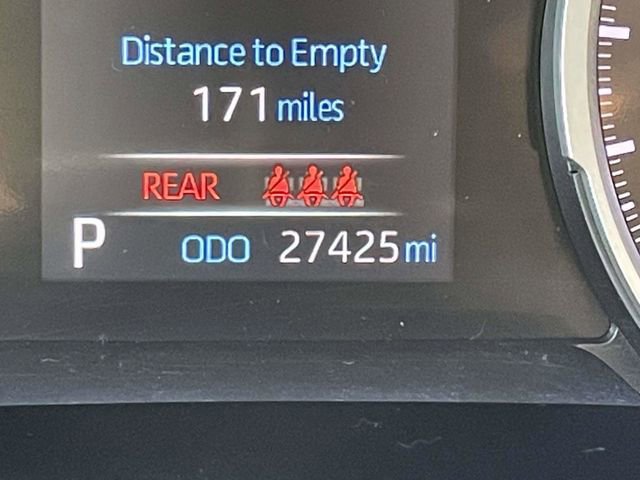 Distance to Empty
171 miles
REAR
P ODO 27425 mi